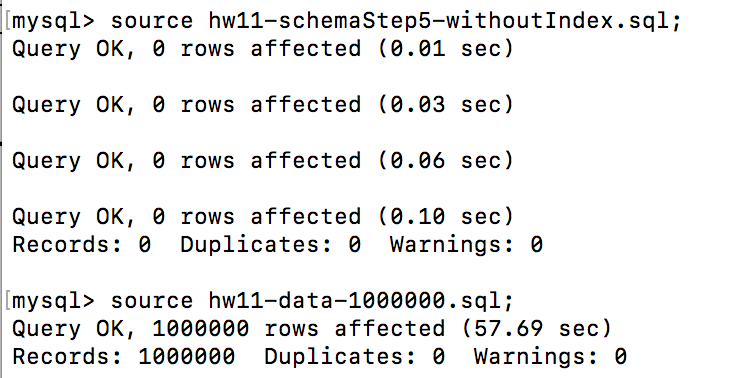 [mysql> source hw11-schemaStep5-withoutIndex.sql;
Query OK, 0 rows affected (0.01 sec)
Query OK, 0 rows affected (0.03 sec)
Query OK, 0 rows affected (0.06 sec)
Query OK, 0 rows affected (0.10 sec)
Records: 0  Duplicates: 0  Warnings: 0
[mysql> source hw11-data-1000000.sql;
Query OK, 1000000 rows affected (57.69 sec)
Records: 1000000  Duplicates: 0  Warnings: 0